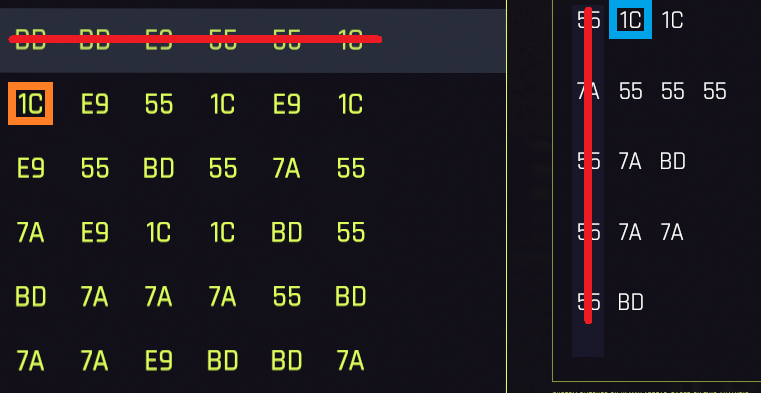 BD BD E9 55 55 1C
1C E9 55 1C E9 1C
E9 55 BD 55 7A 55
7A E9 1C 1C BD 55
BD 7A 7A 7A 55 BD
7A 7A E9 BD BD 7A
55 1C 1C
7A 55 55 55
55 7A BD
55 7A 7A
55 BD